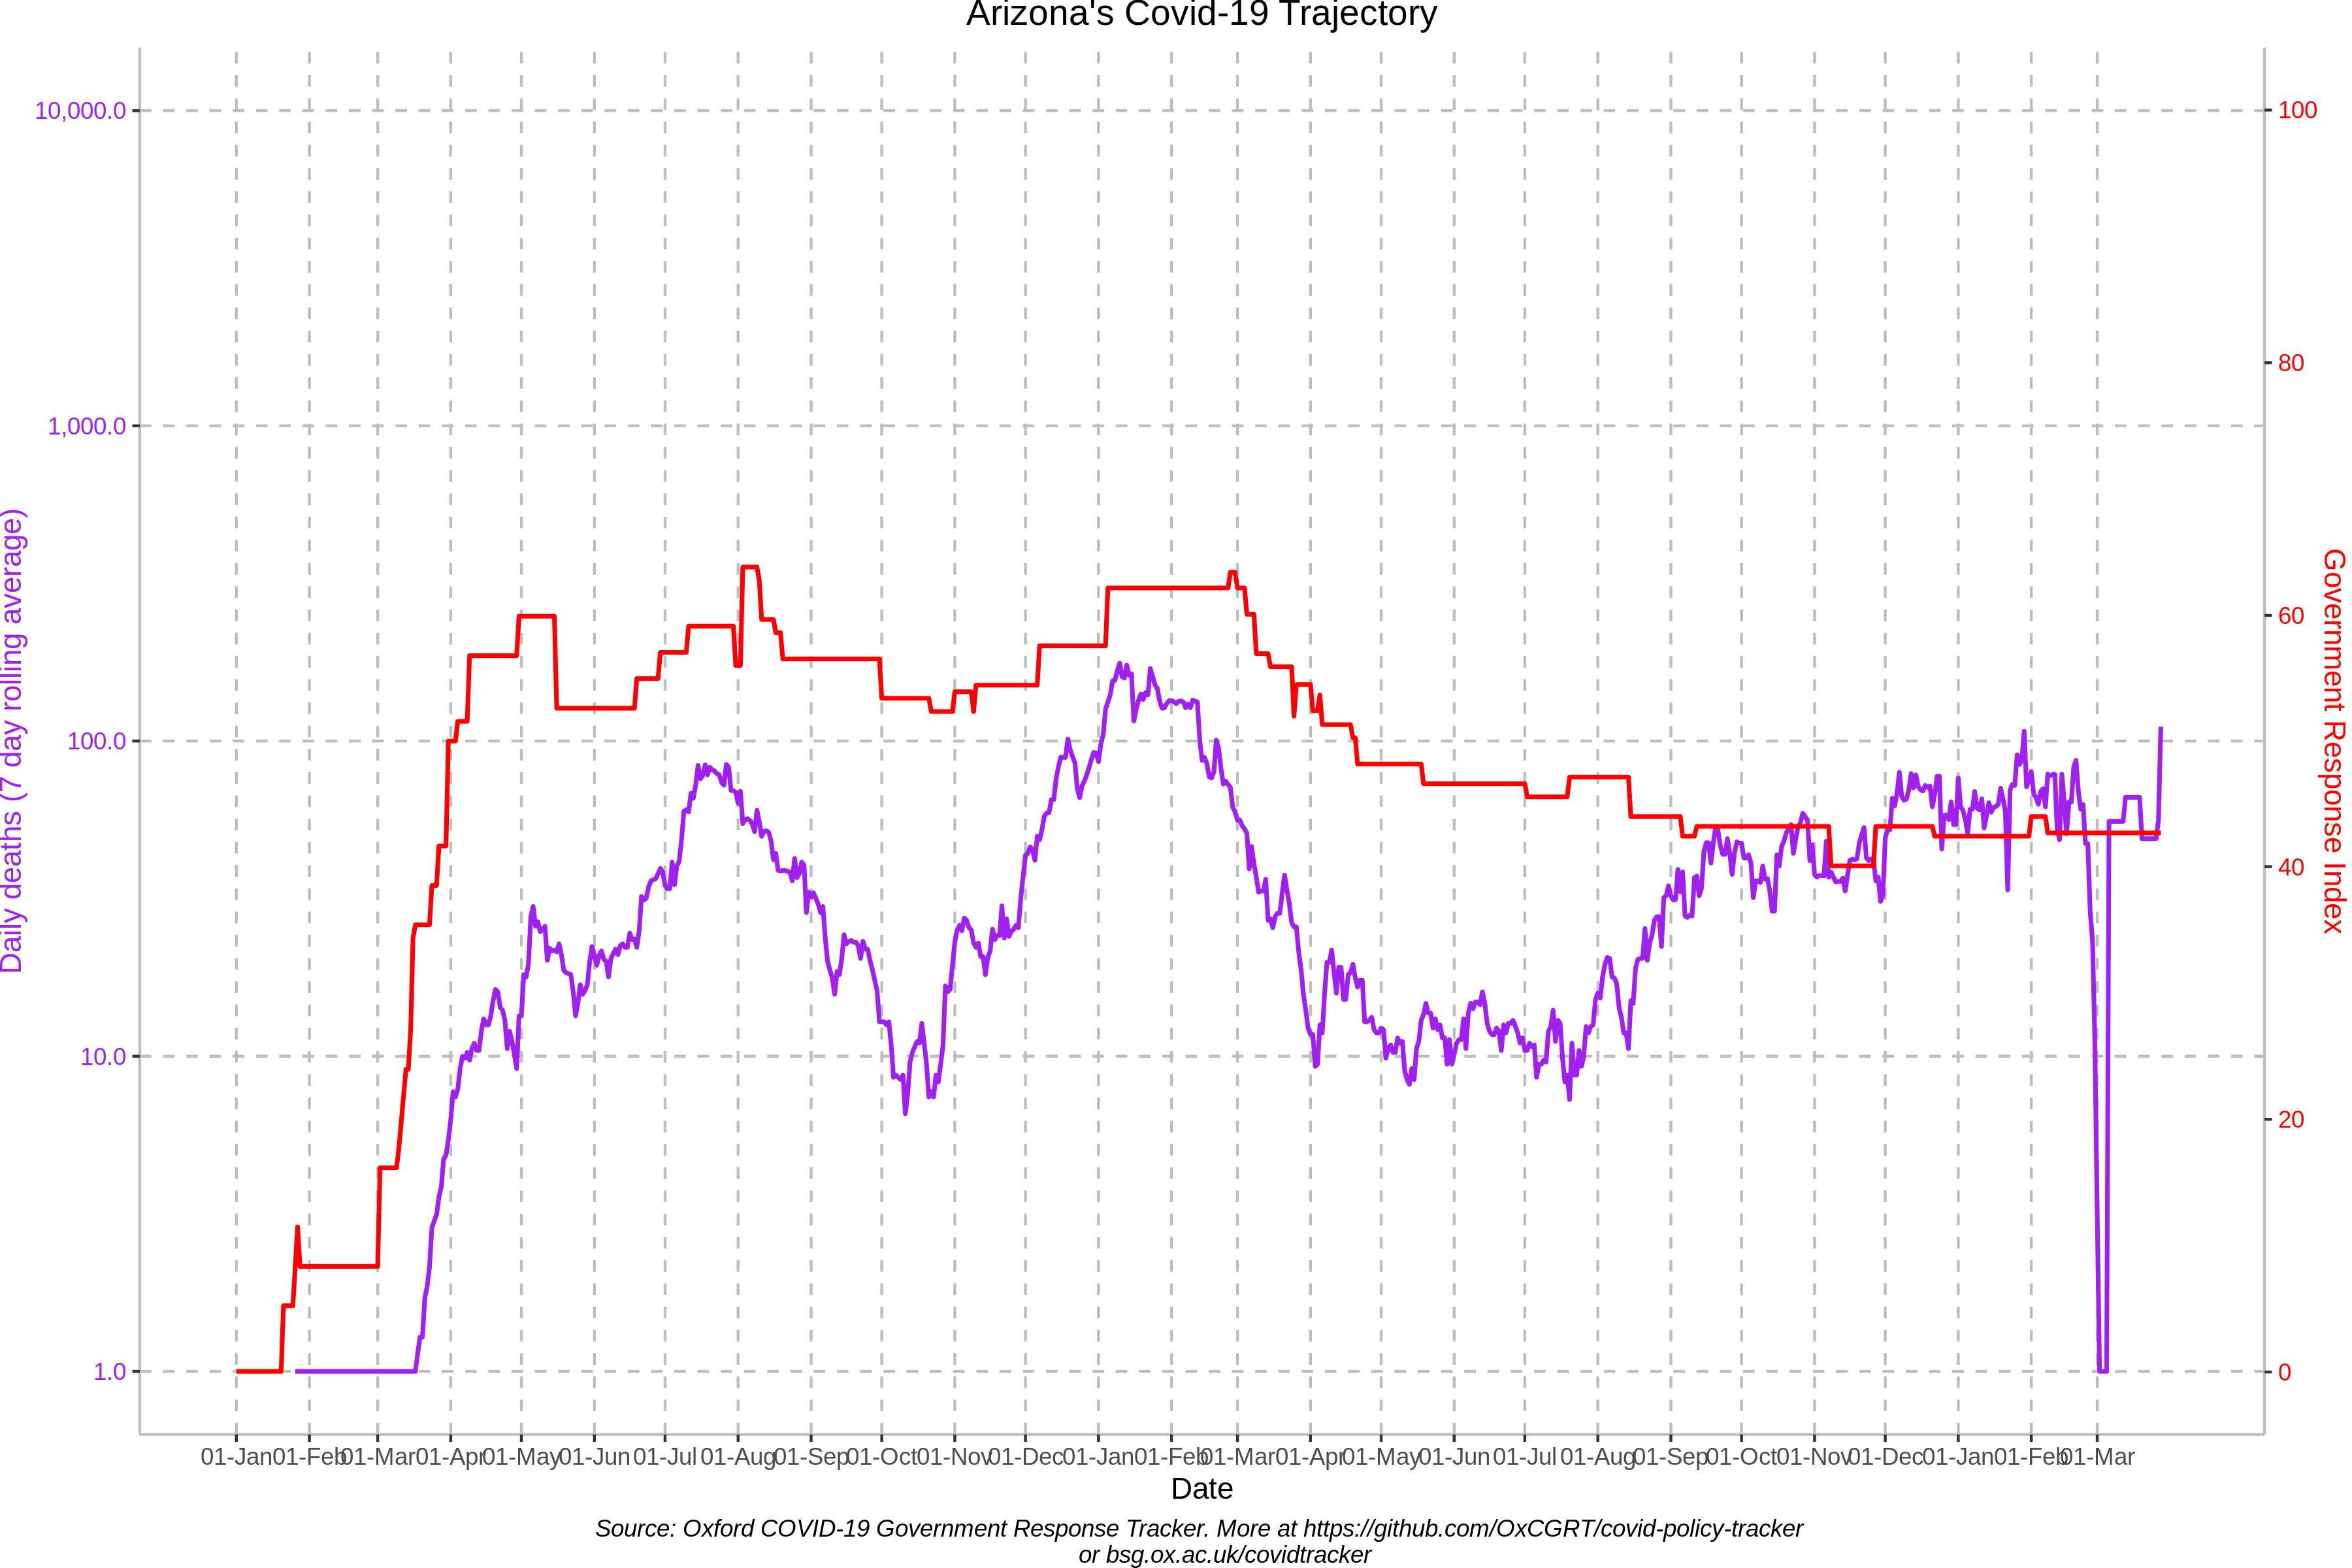 Arizona's Covid-19 Trajectory
10,000.0
1,000.0
100.0
10.0
1.0
Daily deaths (7 day rolling average)
100
80
60
40
20
0
Government Response Index
01-Jan 01-Feb 01-Mar 01-Apr 01-May 01-Jun 01-Jul 01-Aug 01-Sep 01-Oct 01-Nov 01-Dec 01-Jan 01-Feb 01-Mar 01-Apr 01-May 01-Jun 01-Jul 01-Aug 01-Sep 01-Oct 01-Nov 01-Dec 01-Jan 01-Feb 01-Mar
Date
Source: Oxford COVID-19 Government Response Tracker. More at https://github.com/OxCGRT/covid-policy-tracker
or bsg.ox.ac.uk/covidtracker